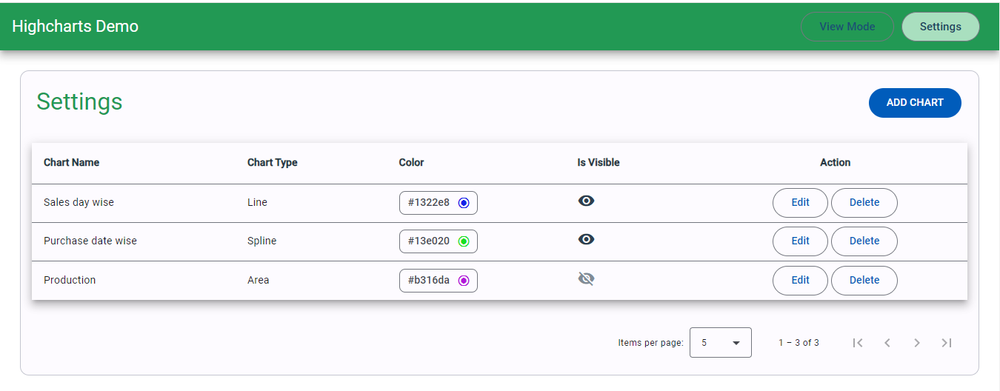 Highcharts Demo View Mode Settings
Settings ADD CHART
Chart Name Chart Type Color Is Visible Action
Sales day wise Line #1322e8 Edit Delete
Purchase date wise Spline #13e020 Edit Delete
Production Area #b316da Edit Delete
Items per page: 5 1 – 3 of 3